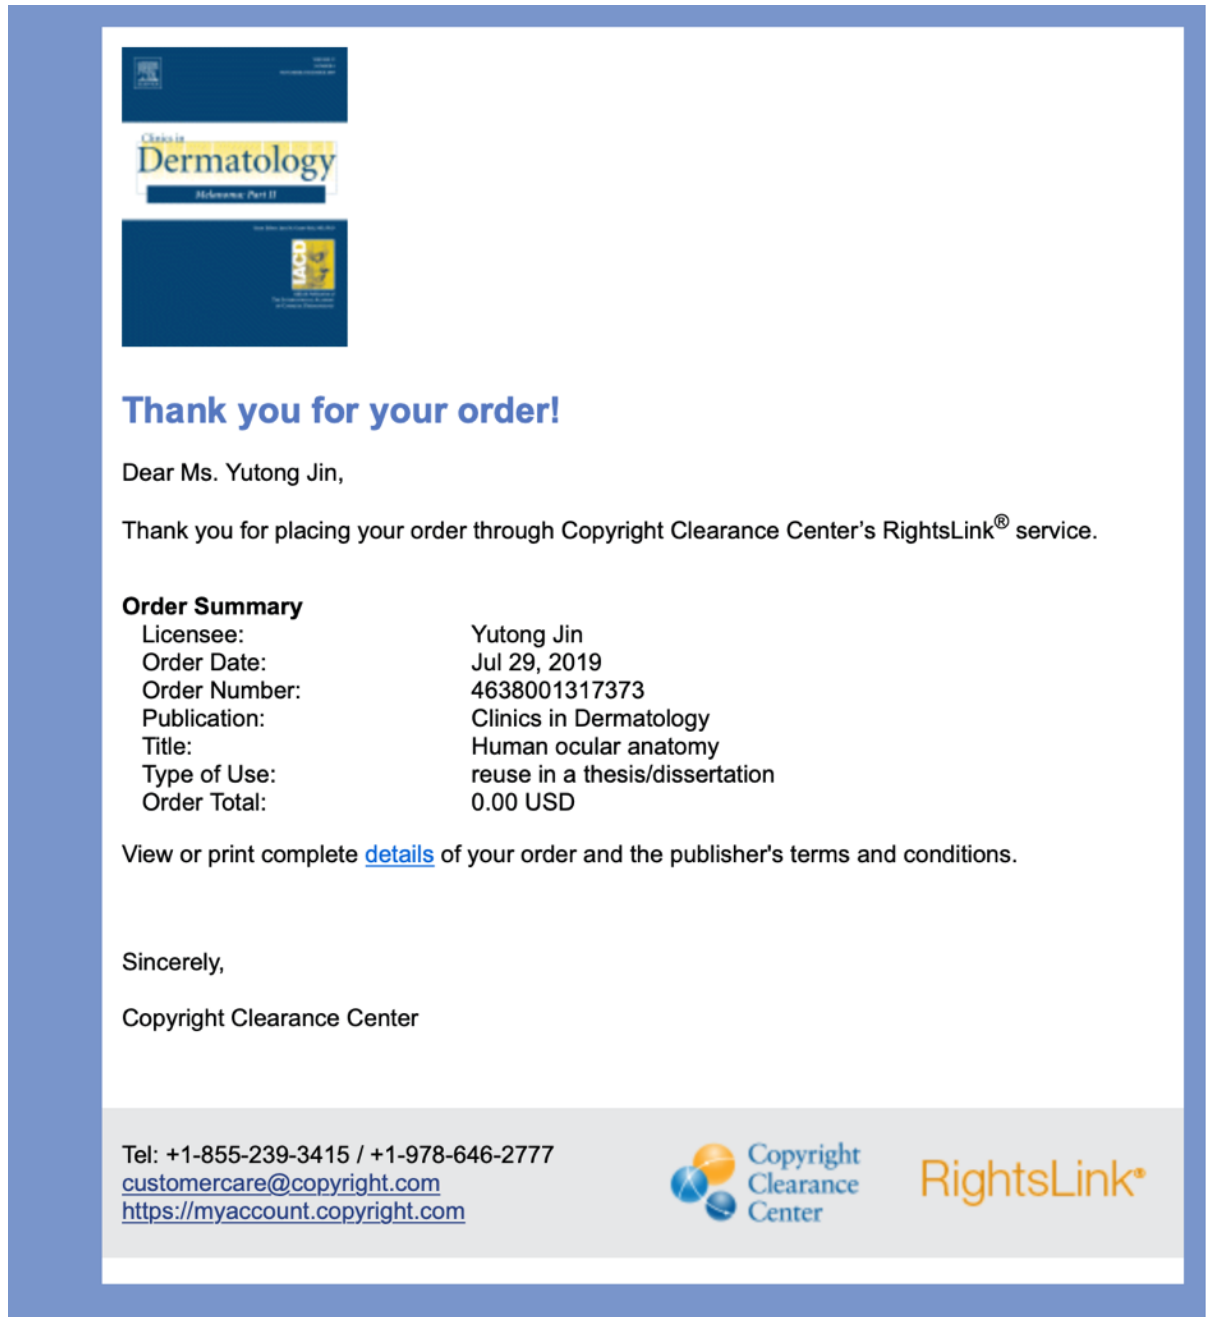 Clinics in
Dermatology
Melanoma: Part II
IACD
Thank you for your order!
Dear Ms. Yutong Jin,
Thank you for placing your order through Copyright Clearance Center’s RightsLink® service.
Order Summary
Licensee: Yutong Jin
Order Date: Jul 29, 2019
Order Number: 4638001317373
Publication: Clinics in Dermatology
Title: Human ocular anatomy
Type of Use: reuse in a thesis/dissertation
Order Total: 0.00 USD
View or print complete details of your order and the publisher's terms and conditions.
Sincerely,
Copyright Clearance Center
Tel: +1-855-239-3415 / +1-978-646-2777
customercare@copyright.com
https://myaccount.copyright.com
Copyright
Clearance
Center
RightsLink®